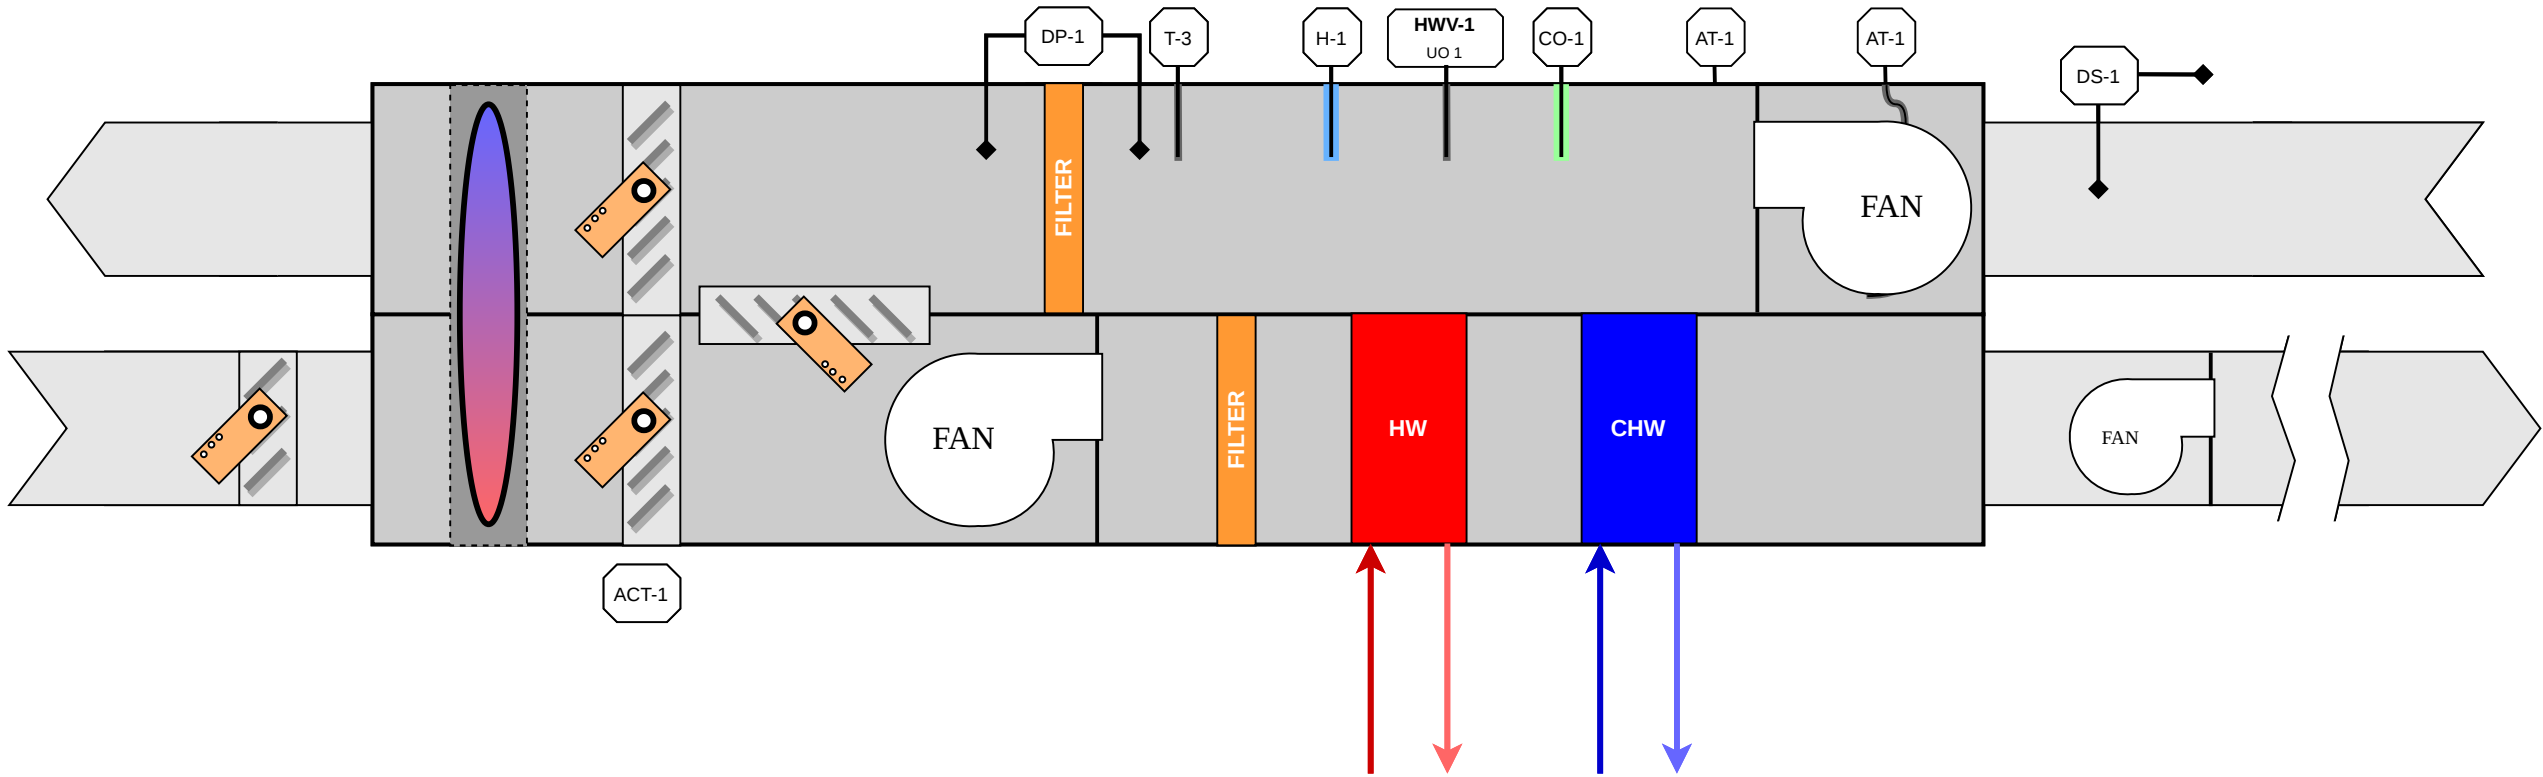 DP-1
T-3
H-1
HWV-1
UO 1
CO-1
AT-1
AT-1
DS-1
FILTER
FAN
FAN
FILTER
HW
CHW
FAN
ACT-1